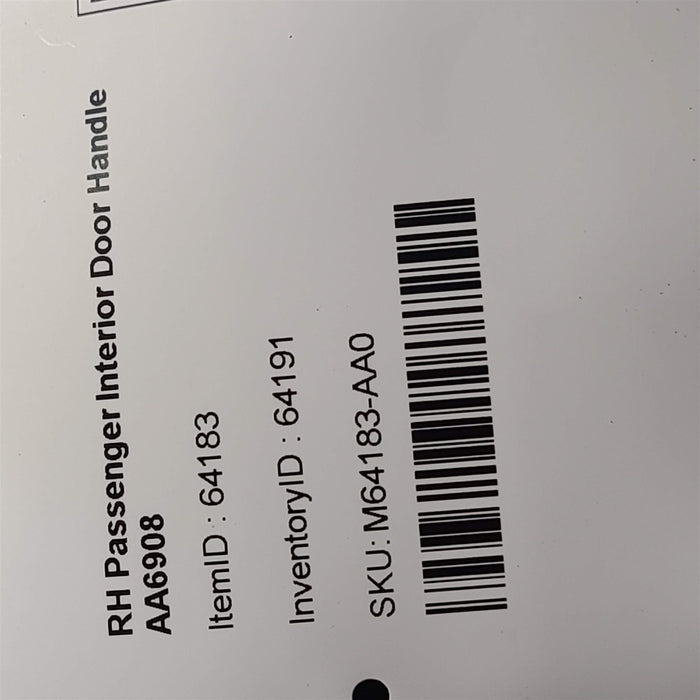 RH Passenger Interior Door Handle
AA6908
ItemID : 64183
InventoryID : 64191
SKU: M64183-AA0